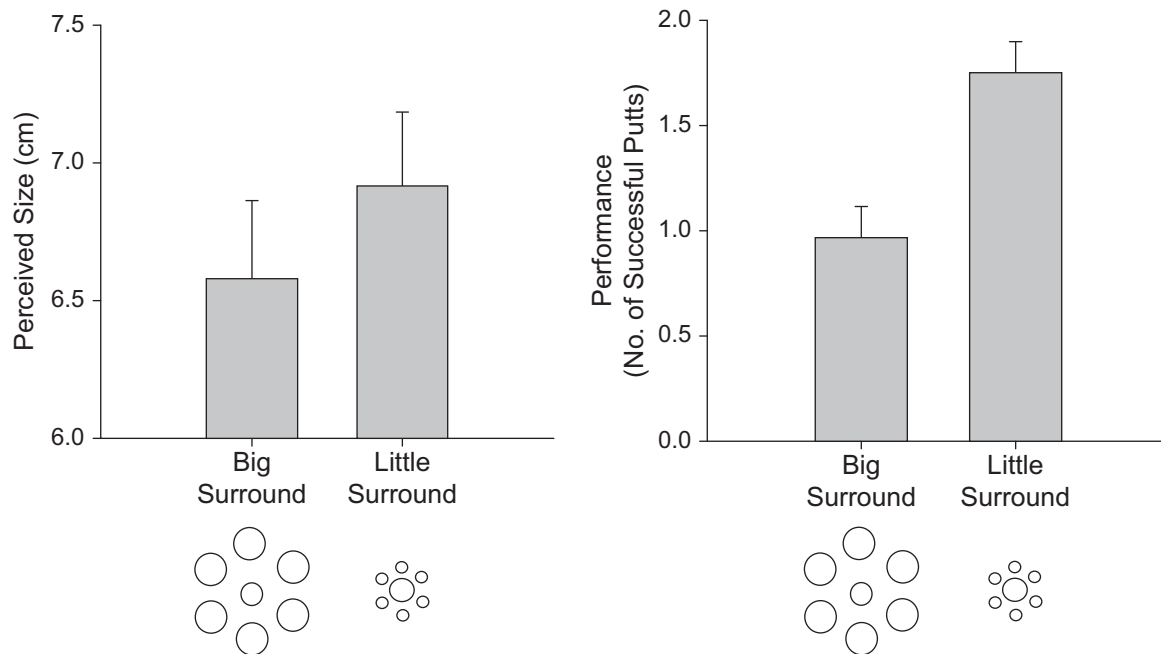 Perceived Size (cm)
7.5
7.0
6.5
6.0
Big
Surround
Little
Surround
Performance
(No. of Successful Putts)
2.0
1.5
1.0
0.5
0.0
Big
Surround
Little
Surround